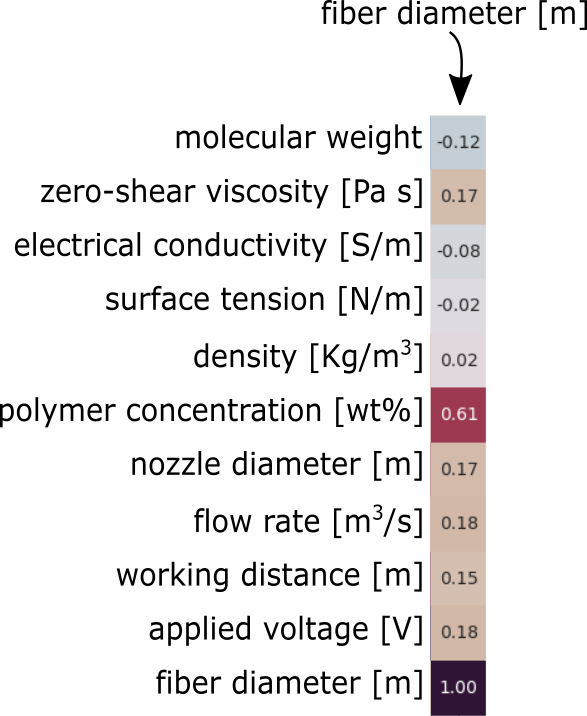 fiber diameter [m]
molecular weight -0.12
zero-shear viscosity [Pa s] 0.17
electrical conductivity [S/m] -0.08
surface tension [N/m] -0.02
density [Kg/m³] 0.02
polymer concentration [wt%] 0.61
nozzle diameter [m] 0.17
flow rate [m³/s] 0.18
working distance [m] 0.15
applied voltage [V] 0.18
fiber diameter [m] 1.00